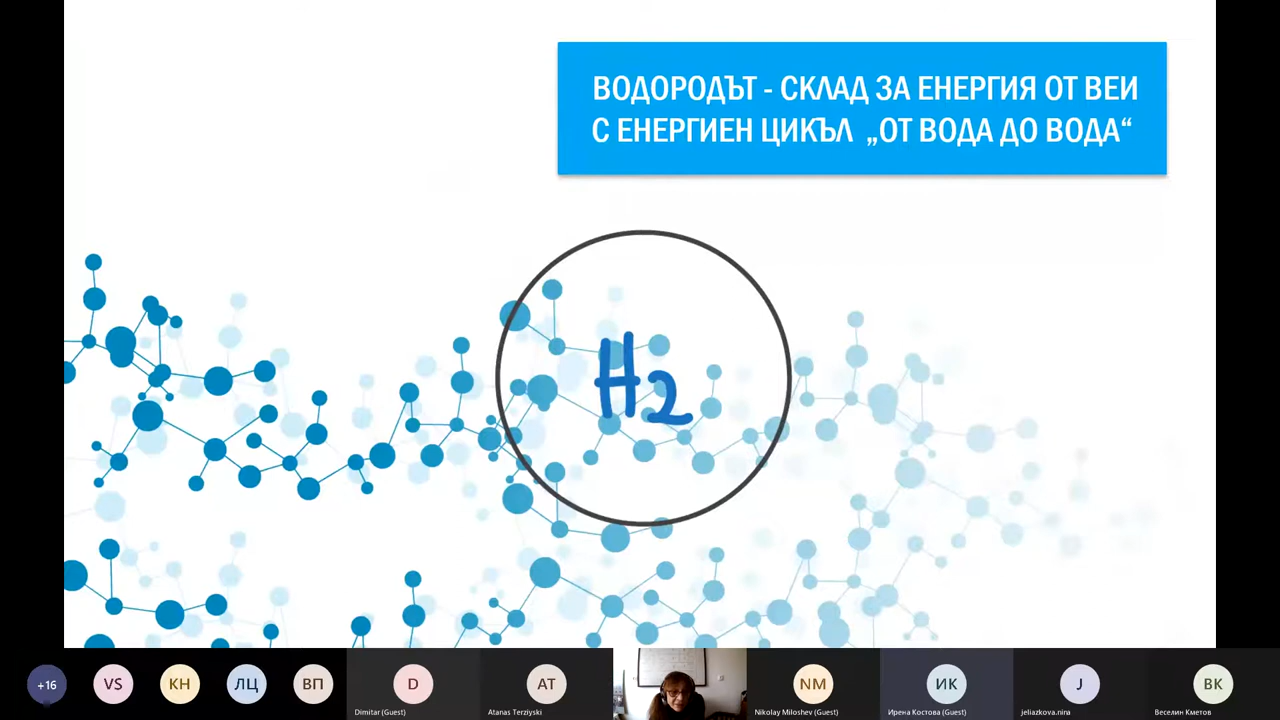 ВОДОРОДЪТ - СКЛАД ЗА ЕНЕРГИЯ ОТ ВЕИ
С ЕНЕРГИЕН ЦИКЪЛ „ОТ ВОДА ДО ВОДА“
H2
+16
VS
КН
ЛЦ
ВП
D
AT
NM
ИК
J
ВК
Dimitar (Guest)
Atanas Terziyski
Nikolay Miloshev (Guest)
Ирена Костова (Guest)
jeliazkova.nina
Веселин Кметов